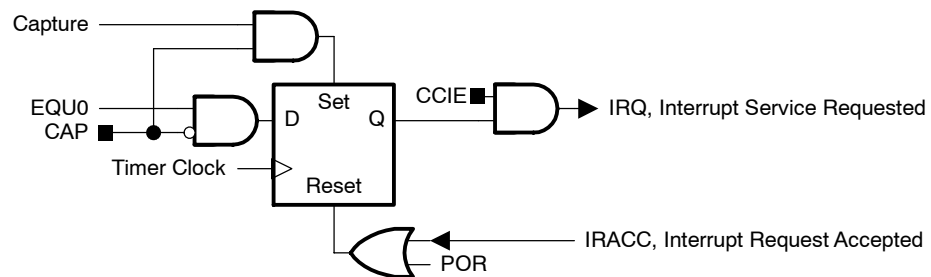 Capture
EQU0
CAP
Timer Clock
Set
D
Q
Reset
CCIE
IRQ, Interrupt Service Requested
IRACC, Interrupt Request Accepted
POR